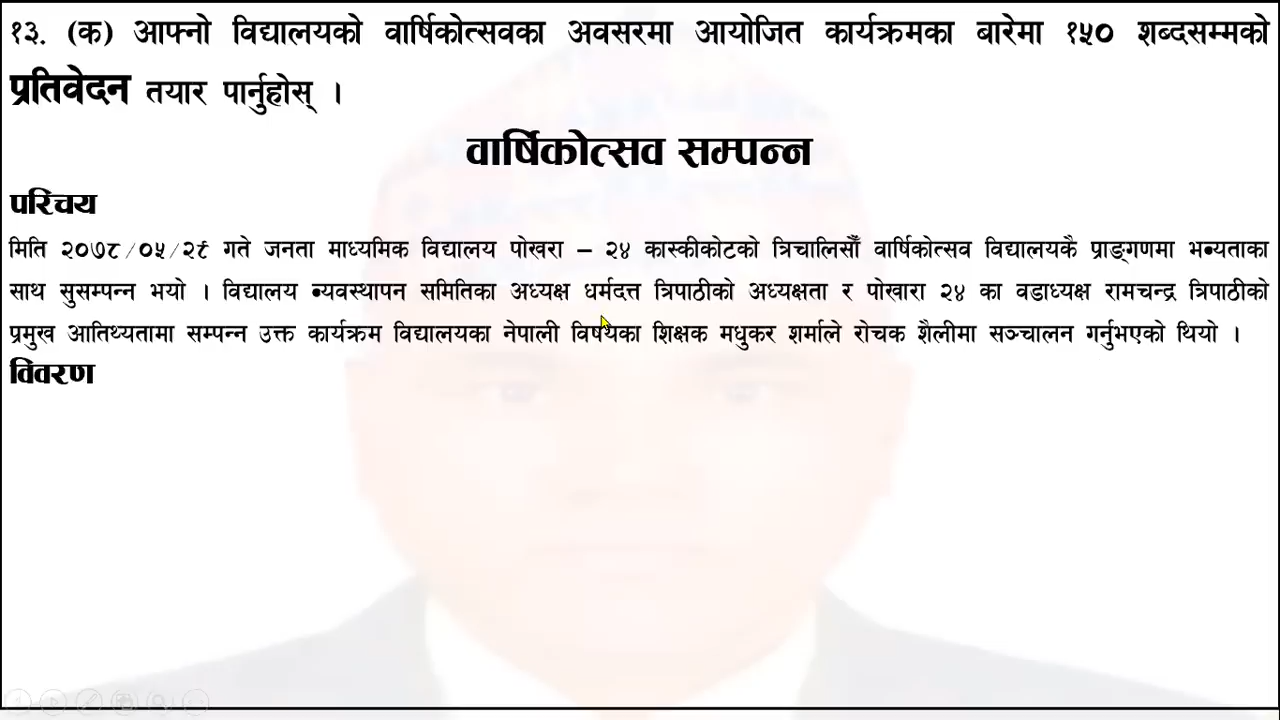 १३. (क) आफ्नो विद्यालयको वार्षिकोत्सवका अवसरमा आयोजित कार्यक्रमका बारेमा १५० शब्दसम्मको
प्रतिवेदन तयार पार्नुहोस् ।
वार्षिकोत्सव सम्पन्न
परिचय
मिति २०७८/०५/२९ गते जनता माध्यमिक विद्यालय पोखरा – २४ कास्कीकोटको त्रिचालिसौँ वार्षिकोत्सव विद्यालयकै प्राङ्गणमा भब्यताका
साथ सुसम्पन्न भयो । विद्यालय ब्यवस्थापन समितिका अध्यक्ष धर्मदत्त त्रिपाठीको अध्यक्षता र पोखारा २४ का वडाध्यक्ष रामचन्द्र त्रिपाठीको
प्रमुख आतिथ्यतामा सम्पन्न उक्त कार्यक्रम विद्यालयका नेपाली विषयका शिक्षक मधुकर शर्माले रोचक शैलीमा सञ्चालन गर्नुभएको थियो ।
विवरण